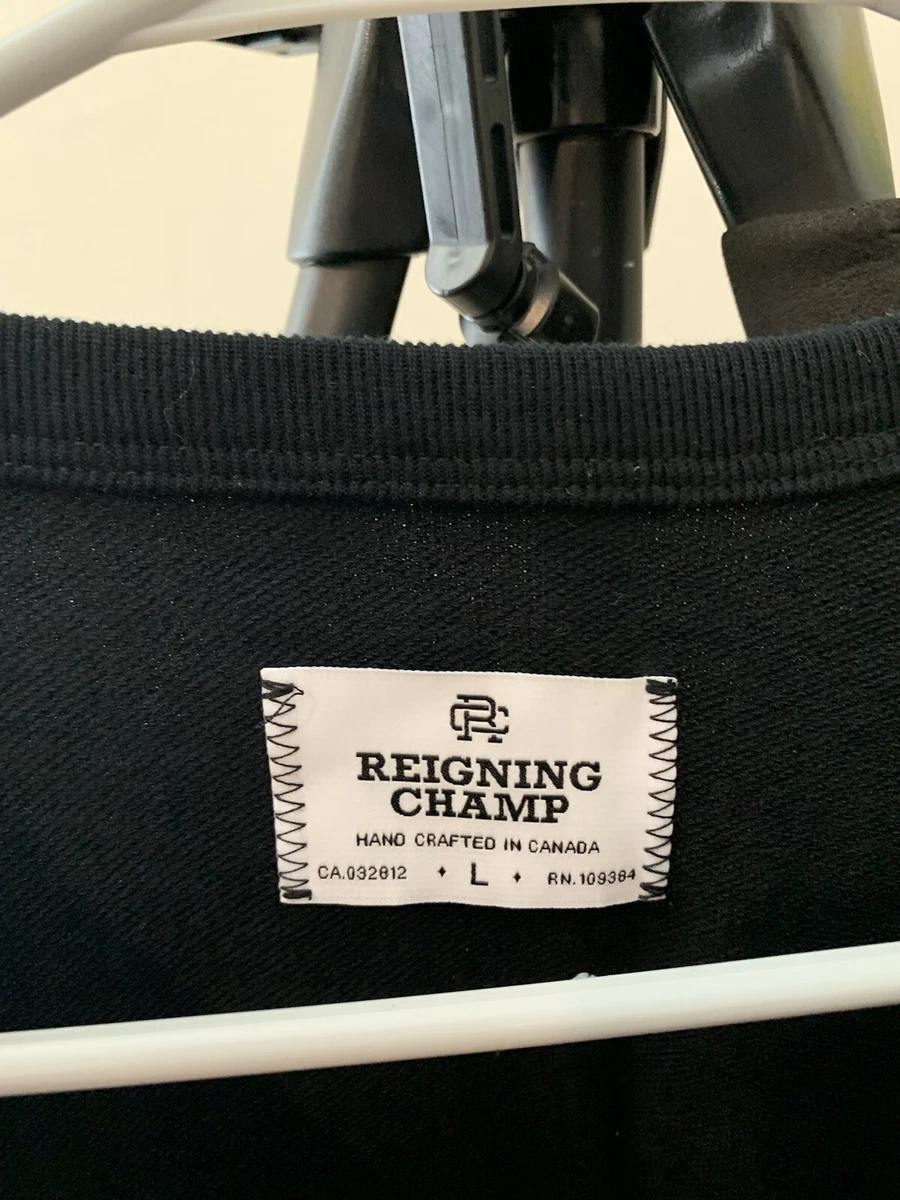 RC
REIGNING
CHAMP
HAND CRAFTED IN CANADA
CA.032812 ♦ L ♦ RN.109384